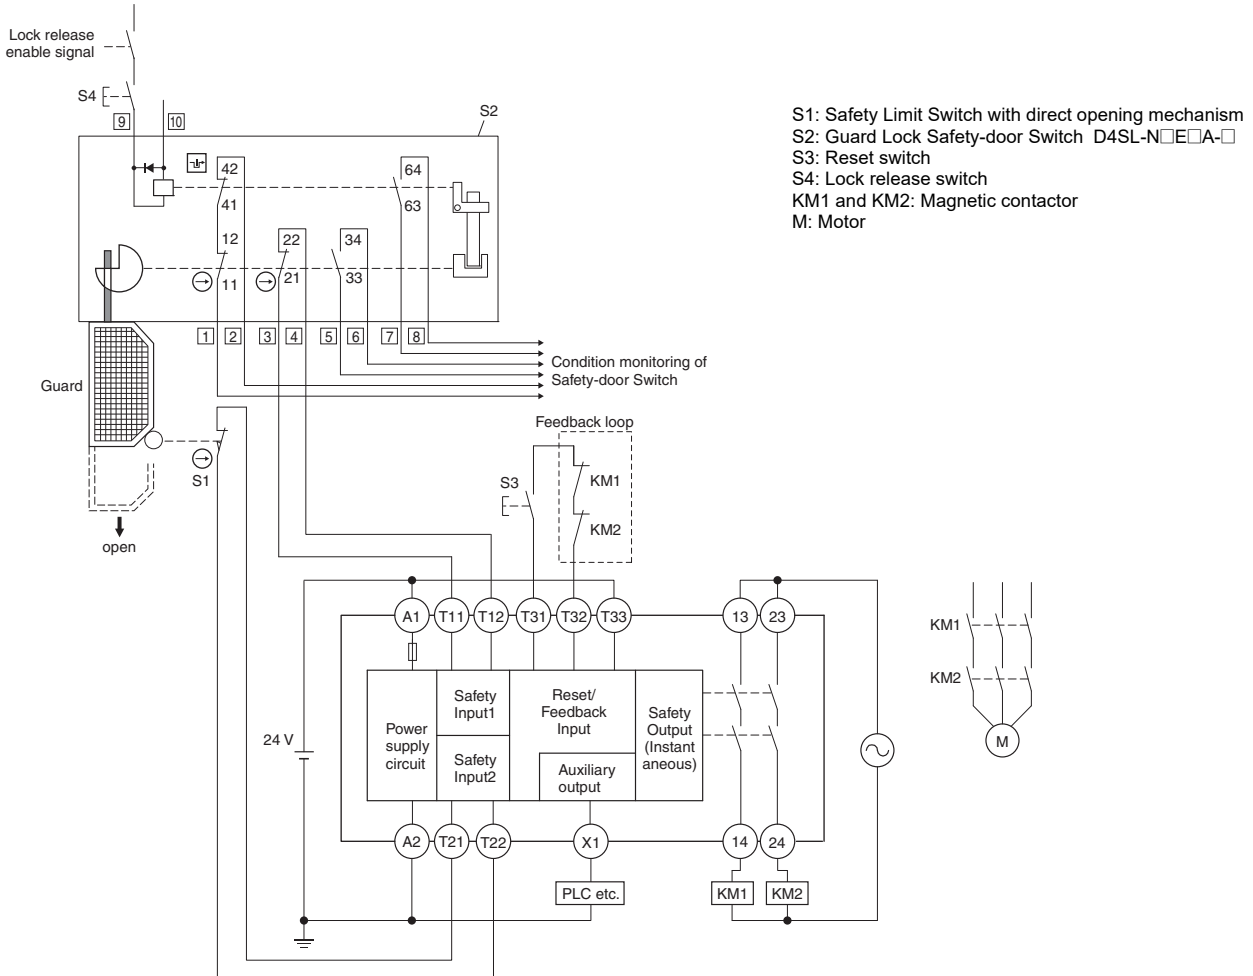 Lock release
enable signal
S4
9
10
S2
S1: Safety Limit Switch with direct opening mechanism
S2: Guard Lock Safety-door Switch D4SL-N□E□A-□
S3: Reset switch
S4: Lock release switch
KM1 and KM2: Magnetic contactor
M: Motor
42
64
41
63
12
22
34
11
21
33
1
2
3
4
5
6
7
8
Condition monitoring of
Safety-door Switch
Guard
Feedback loop
S1
S3
KM1
KM2
open
A1
T11
T12
T31
T32
T33
13
23
KM1
KM2
M
24 V
Power
supply
circuit
Safety
Input1
Safety
Input2
Reset/
Feedback
Input
Auxiliary
output
Safety
Output
(Instant
aneous)
A2
T21
T22
X1
14
24
PLC etc.
KM1
KM2